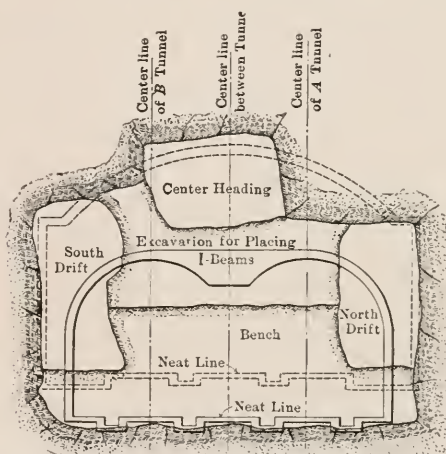 Center line
of B Tunnel
Center line
between Tunne
Center line
of A Tunnel
Center Heading
Excavation for Placing
I-Beams
South
Drift
North
Drift
Bench
Neat Line
Neat Line